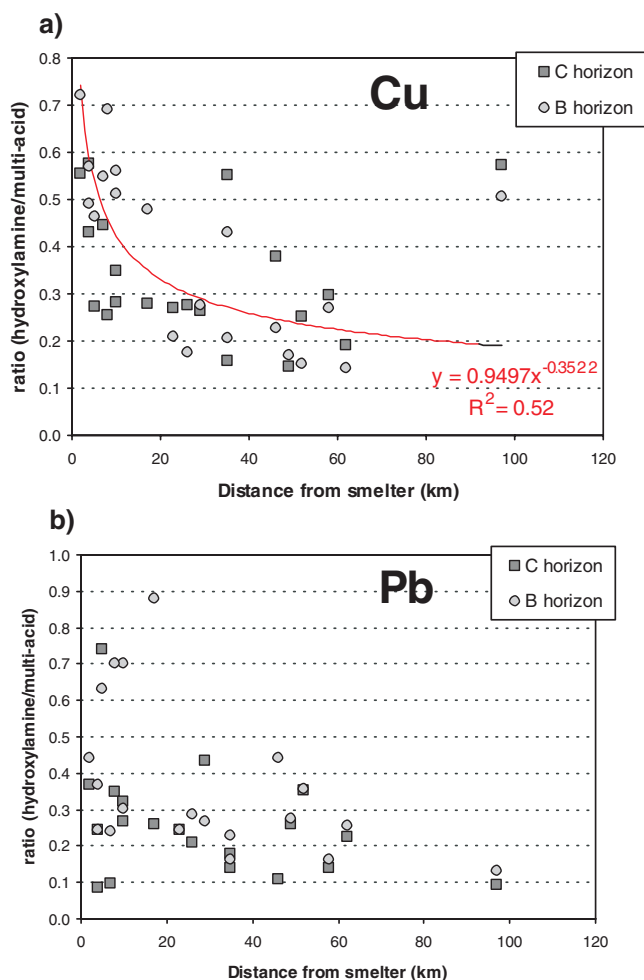 a)
Cu
C horizon
B horizon
0.8
0.7
0.6
0.5
0.4
0.3
0.2
0.1
0.0
ratio (hydroxylamine/multi-acid)
y = 0.9497x^-0.3522
R^2 = 0.52
0 20 40 60 80 100 120
Distance from smelter (km)
b)
Pb
C horizon
B horizon
1.0
0.9
0.8
0.7
0.6
0.5
0.4
0.3
0.2
0.1
0.0
ratio (hydroxylamine/multi-acid)
0 20 40 60 80 100 120
Distance from smelter (km)